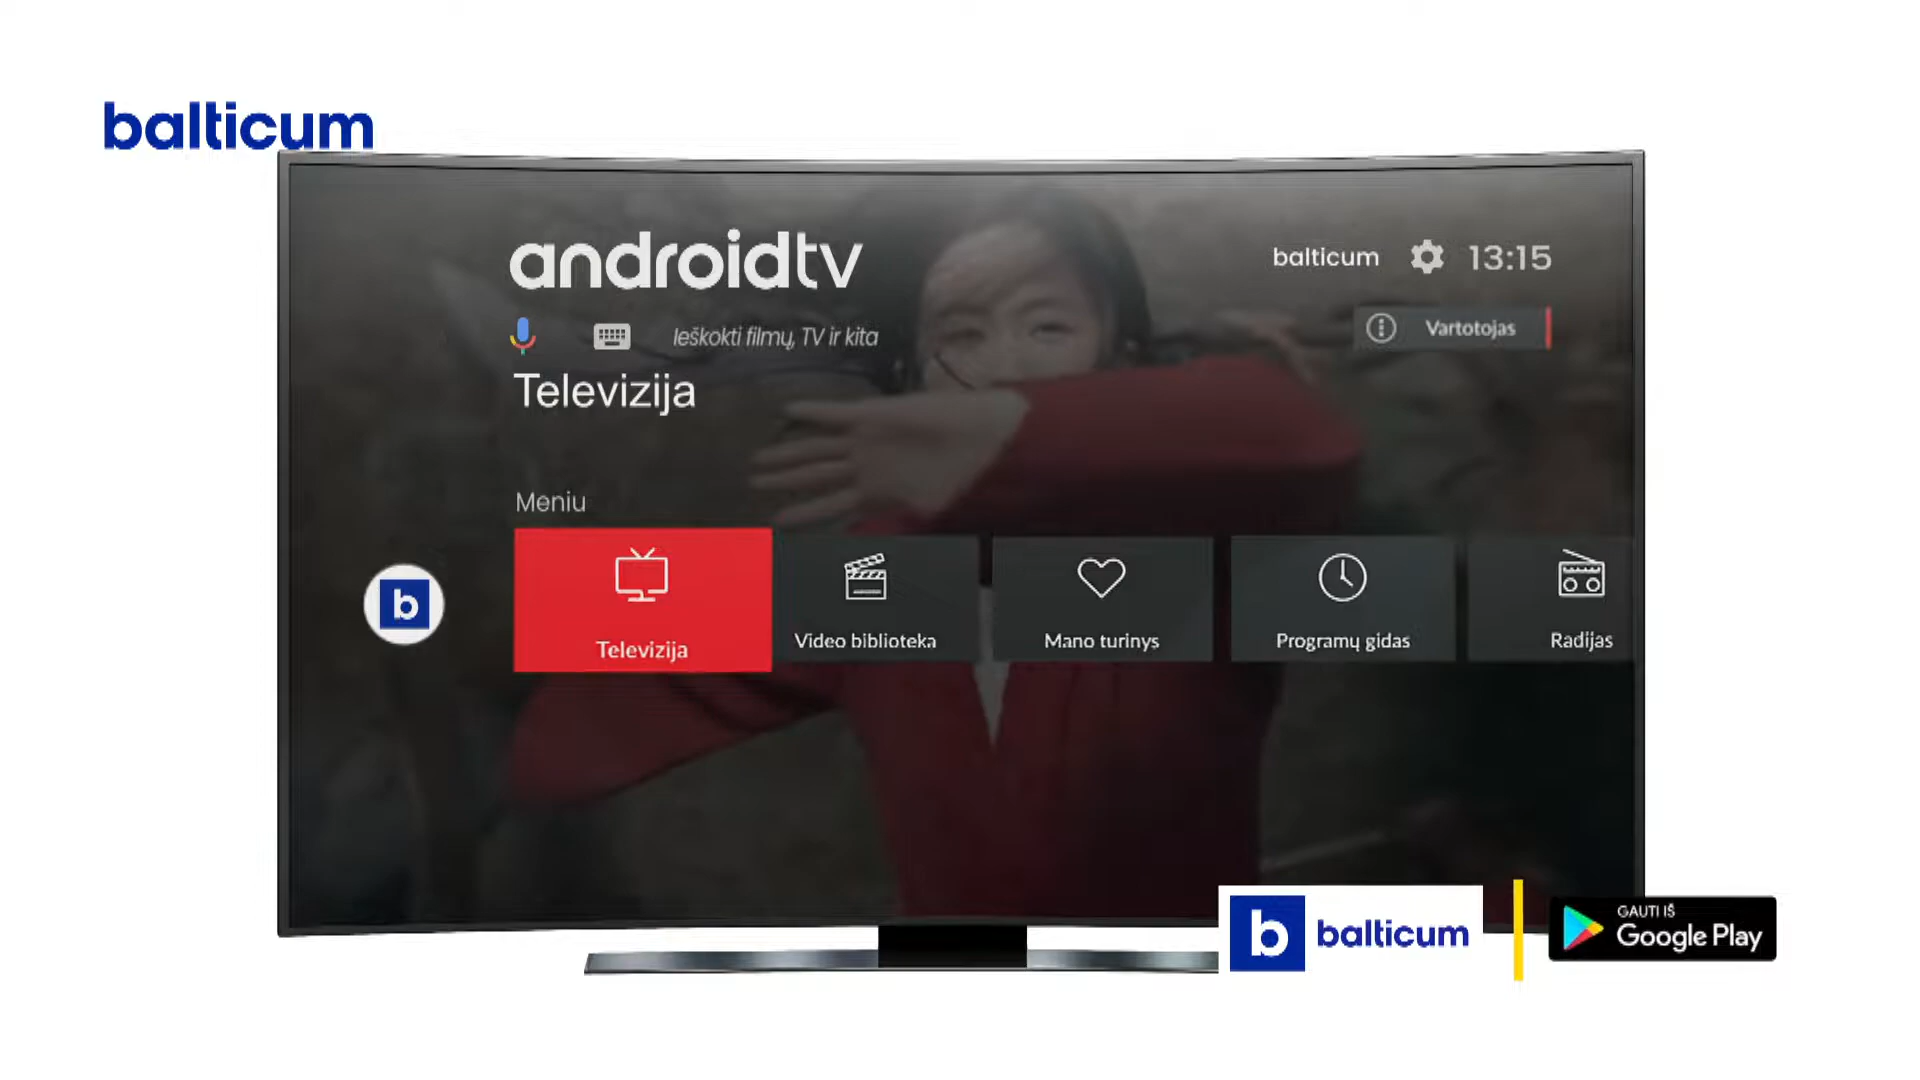 balticum
androidtv
balticum 13:15
Ieškokti filmų, TV ir kita
Vartotojas
Televizija
Meniu
b
Televizija
Video biblioteka
Mano turinys
Programų gidas
Radijas
b balticum
GAUTI IŠ
Google Play